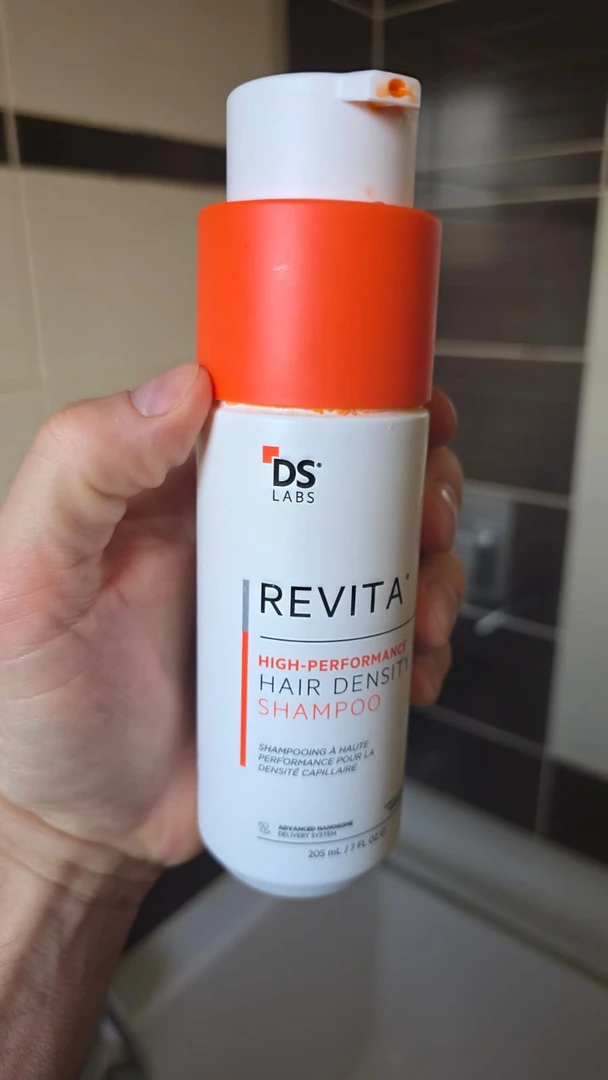 DS
LABS
REVITA
HIGH-PERFORMANCE
HAIR DENSITY
SHAMPOO
SHAMPOOING À HAUTE
PERFORMANCE POUR LA
DENSITÉ CAPILLAIRE
ADVANCED NANOSOME
DELIVERY SYSTEM
205 mL / 7 FL OZ